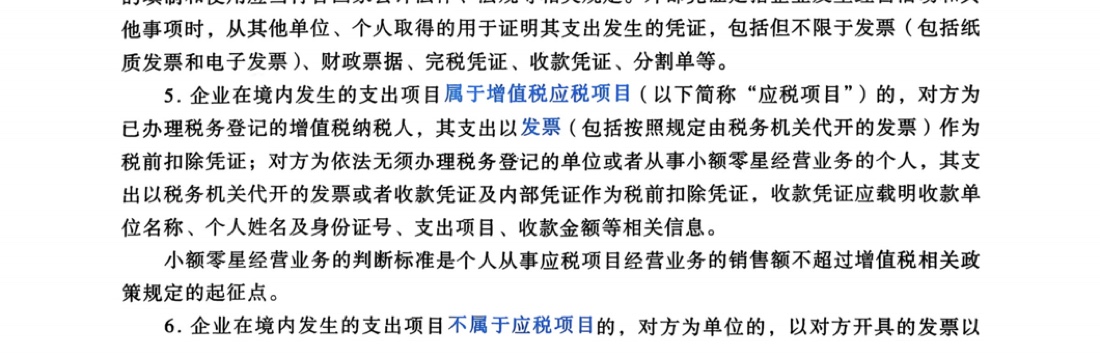 他事项时，从其他单位、个人取得的用于证明其支出发生的凭证，包括但不限于发票（包括纸
质发票和电子发票）、财政票据、完税凭证、收款凭证、分割单等。
5. 企业在境内发生的支出项目属于增值税应税项目（以下简称“应税项目”）的，对方为
已办理税务登记的增值税纳税人，其支出以发票（包括按照规定由税务机关代开的发票）作为
税前扣除凭证；对方为依法无须办理税务登记的单位或者从事小额零星经营业务的个人，其支
出以税务机关代开的发票或者收款凭证及内部凭证作为税前扣除凭证，收款凭证应载明收款单
位名称、个人姓名及身份证号、支出项目、收款金额等相关信息。
小额零星经营业务的判断标准是个人从事应税项目经营业务的销售额不超过增值税相关政
策规定的起征点。
6. 企业在境内发生的支出项目不属于应税项目的，对方为单位的，以对方开具的发票以